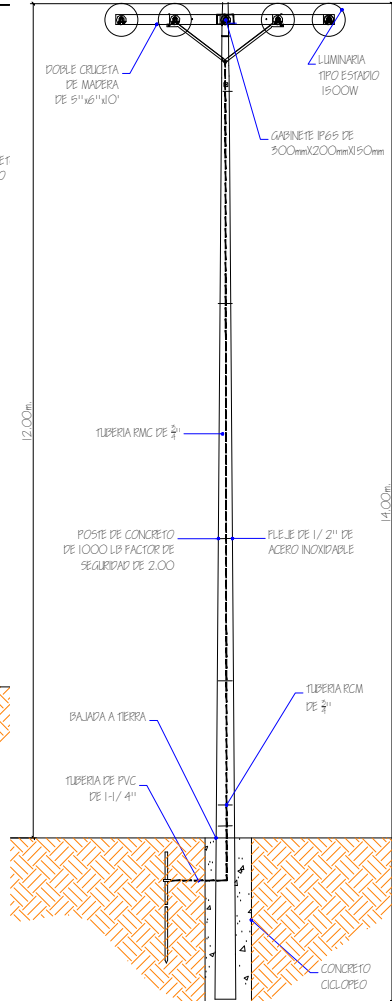 DOBLE CRUCETA
DE MADERA
DE 5"x6"x10'
LUMINARIA
TIPO ESTADIO
1500W
GABINETE IP65 DE
300mmX200mmX150mm
ET
O
12.00m.
TUBERIA RMC DE 3/4"
14.00m.
POSTE DE CONCRETO
DE 1000 LB FACTOR DE
SEGURIDAD DE 2.00
FLEJE DE 1/2" DE
ACERO INOXIDABLE
TUBERIA RCM
DE 3/4"
BAJADA A TIERRA
TUBERIA DE PVC
DE 1-1/4"
CONCRETO
CICLOPEO